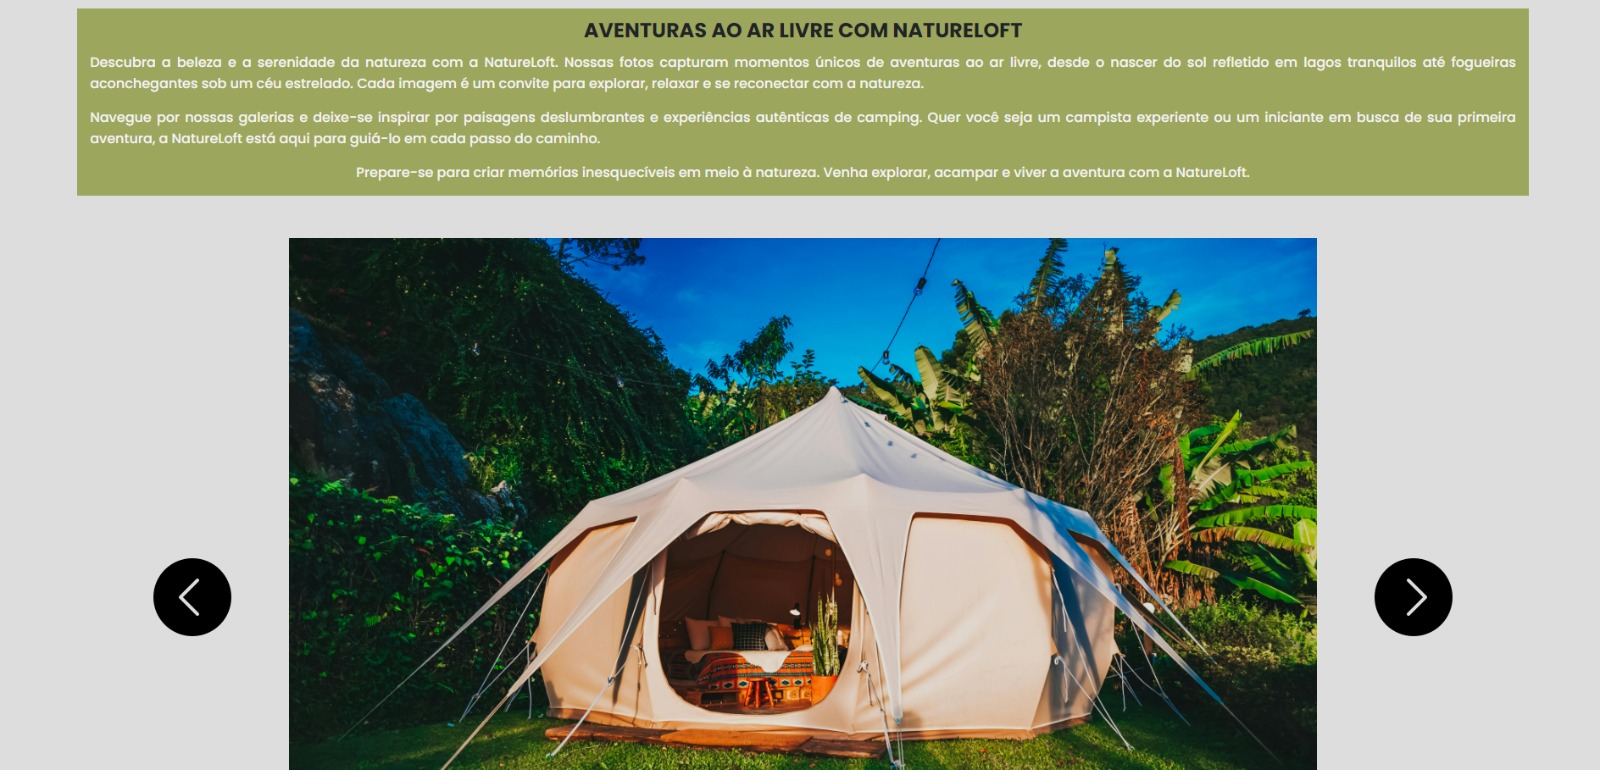 AVENTURAS AO AR LIVRE COM NATURELOFT
Descubra a beleza e a serenidade da natureza com a NatureLoft. Nossas fotos capturam momentos únicos de aventuras ao ar livre, desde o nascer do sol refletido em lagos tranquilos até fogueiras
aconchegantes sob um céu estrelado. Cada imagem é um convite para explorar, relaxar e se reconectar com a natureza.
Navegue por nossas galerias e deixe-se inspirar por paisagens deslumbrantes e experiências autênticas de camping. Quer você seja um campista experiente ou um iniciante em busca de sua primeira
aventura, a NatureLoft está aqui para guiá-lo em cada passo do caminho.
Prepare-se para criar memórias inesquecíveis em meio à natureza. Venha explorar, acampar e viver a aventura com a NatureLoft.